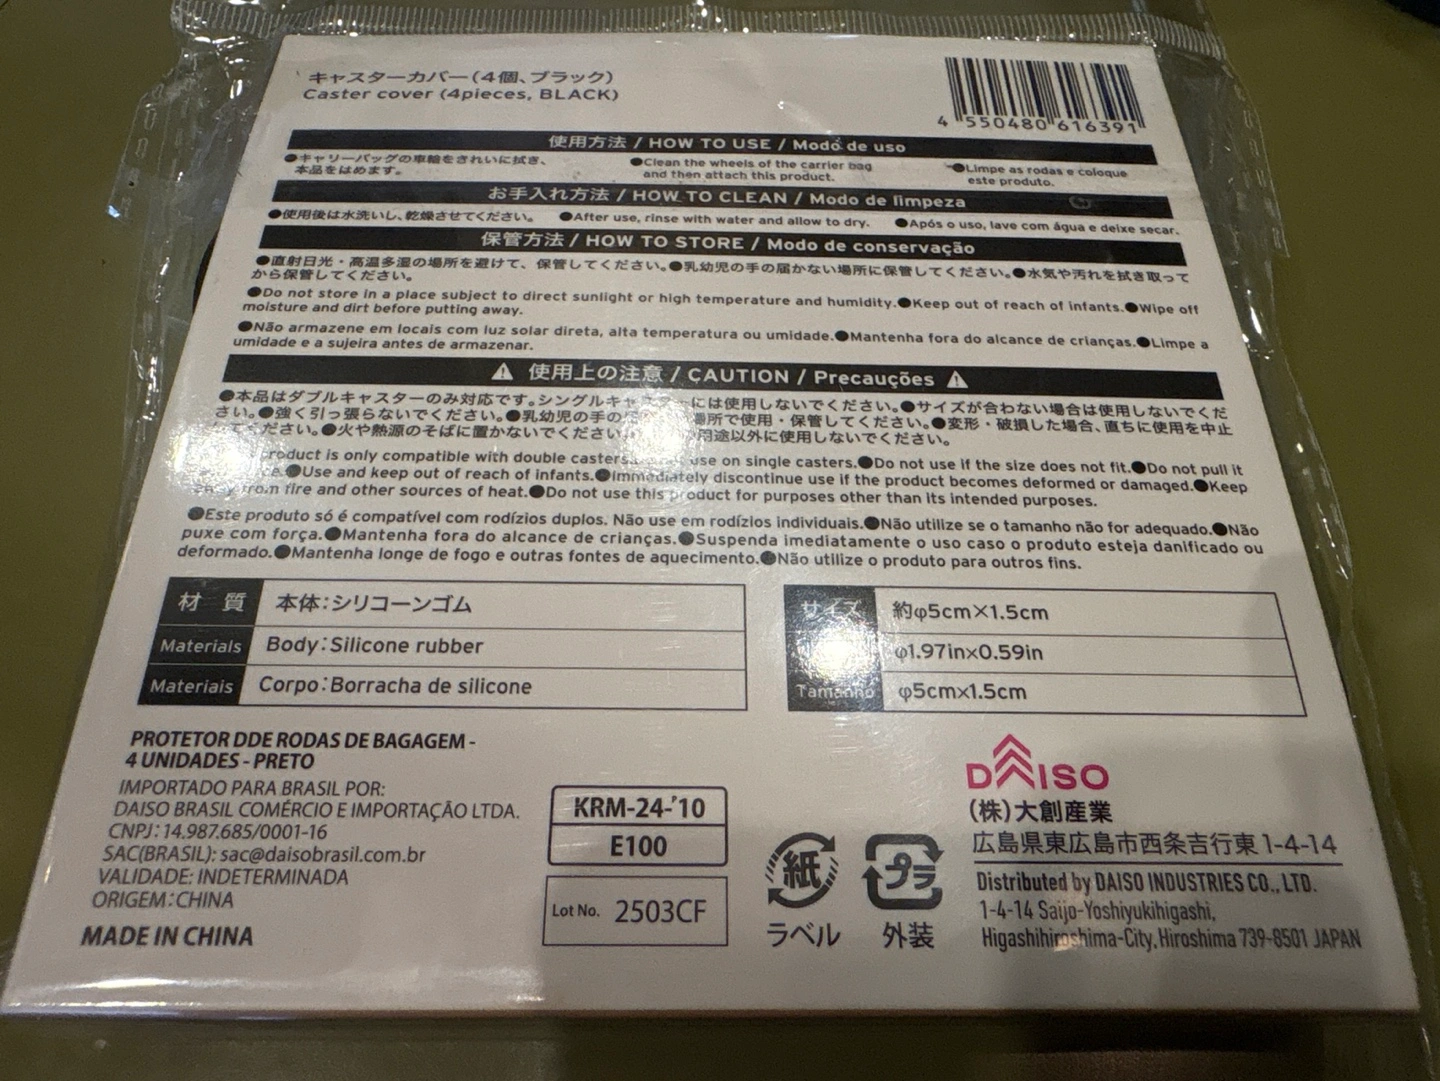 キャスターカバー(4個、ブラック)
Caster cover (4pieces, BLACK)
4 550480 616391
使用方法 / HOW TO USE / Modo de uso
●キャリーバッグの車輪をきれいに拭き、
本品をはめます。
●Clean the wheels of the carrier bag
and then attach this product.
●Limpe as rodas e coloque
este produto.
お手入れ方法 / HOW TO CLEAN / Modo de limpeza
●使用後は水洗いし、乾燥させてください。 ●After use, rinse with water and allow to dry. ●Após o uso, lave com água e deixe secar.
保管方法 / HOW TO STORE / Modo de conservação
●直射日光・高温多湿の場所を避けて、保管してください。●乳幼児の手の届かない場所に保管してください。●水気や汚れを拭き取って
から保管してください。
●Do not store in a place subject to direct sunlight or high temperature and humidity.●Keep out of reach of infants.●Wipe off
moisture and dirt before putting away.
●Não armazene em locais com luz solar direta, alta temperatura ou umidade.●Mantenha fora do alcance de crianças.●Limpe a
umidade e a sujeira antes de armazenar.
⚠ 使用上の注意 / CAUTION / Precauções ⚠
●本品はダブルキャスターのみ対応です。シングルキャスターには使用しないでください。●サイズが合わない場合は使用しないでくだ
さい。●強く引っ張らないでください。●乳幼児の手の 場所で使用・保管してください。●変形・破損した場合、直ちに使用を中止
してください。●火や熱源のそばに置かないでください 用途以外に使用しないでください。
product is only compatible with double casters. use on single casters.●Do not use if the size does not fit.●Do not pull it
●Use and keep out of reach of infants.●Immediately discontinue use if the product becomes deformed or damaged.●Keep
away from fire and other sources of heat.●Do not use this product for purposes other than its intended purposes.
●Este produto só é compatível com rodízios duplos. Não use em rodízios individuais.●Não utilize se o tamanho não for adequado.●Não
puxe com força.●Mantenha fora do alcance de crianças.●Suspenda imediatamente o uso caso o produto esteja danificado ou
deformado.●Mantenha longe de fogo e outras fontes de aquecimento.●Não utilize o produto para outros fins.
材 質 本体:シリコーンゴム
Materials Body:Silicone rubber
Materiais Corpo:Borracha de silicone
サイズ 約φ5cm×1.5cm
φ1.97in×0.59in
Tamanho φ5cm×1.5cm
PROTETOR DDE RODAS DE BAGAGEM -
4 UNIDADES - PRETO
IMPORTADO PARA BRASIL POR:
DAISO BRASIL COMÉRCIO E IMPORTAÇÃO LTDA.
CNPJ: 14.987.685/0001-16
SAC(BRASIL): sac@daisobrasil.com.br
VALIDADE: INDETERMINADA
ORIGEM: CHINA
MADE IN CHINA
KRM-24-'10
E100
Lot No. 2503CF
紙
ラベル
プラ
外装
DAISO
(株)大創産業
広島県東広島市西条吉行東1-4-14
Distributed by DAISO INDUSTRIES CO., LTD.
1-4-14 Saijo-Yoshiyukihigashi,
Higashihiroshima-City, Hiroshima 739-8501 JAPAN